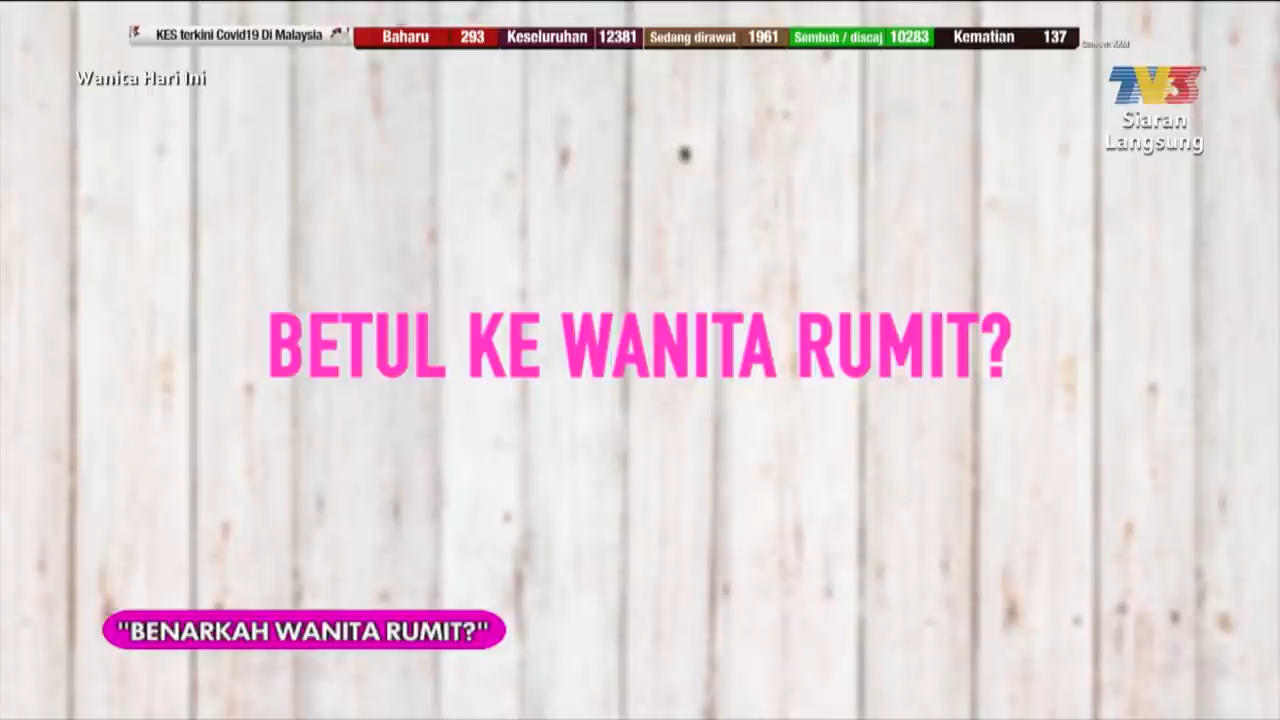 KES terkini Covid19 Di Malaysia Baharu 293 Keseluruhan 12381 Sedang dirawat 1961 Sembuh / discaj 10283 Kematian 137
Wanita Hari Ini
TV3
Siaran
Langsung
BETUL KE WANITA RUMIT?
"BENARKAH WANITA RUMIT?"